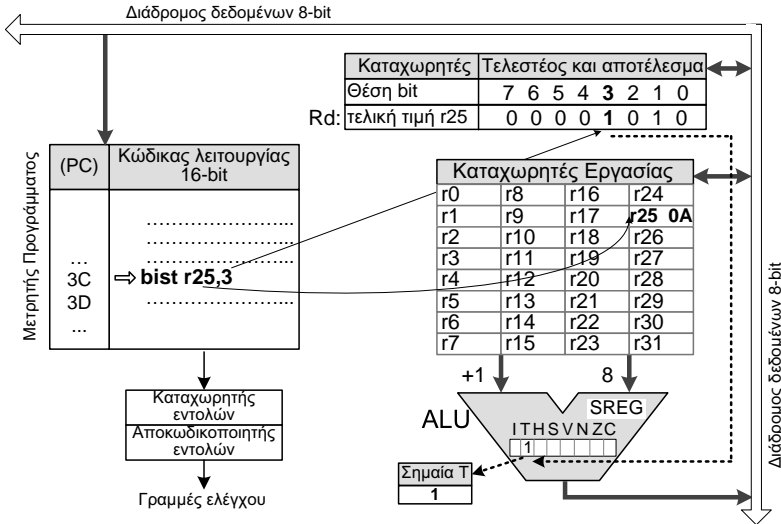 Διάδρομος δεδομένων 8-bit
Καταχωρητές Τελεστέος και αποτέλεσμα
Θέση bit 7 6 5 4 3 2 1 0
Rd: τελική τιμή r25 0 0 0 0 1 0 1 0
Μετρητής Προγράμματος
(PC) Κώδικας λειτουργίας
16-bit
........................
........................
...
3C ⇨ bist r25,3
3D ........................
...
Καταχωρητές Εργασίας
r0 r8 r16 r24
r1 r9 r17 r25 0A
r2 r10 r18 r26
r3 r11 r19 r27
r4 r12 r20 r28
r5 r13 r21 r29
r6 r14 r22 r30
r7 r15 r23 r31
+1 8
Καταχωρητής
εντολών
Αποκωδικοποιητής
εντολών
Γραμμές ελέγχου
ALU
SREG
I T H S V N Z C
1
Σημαία T
1
Διάδρομος δεδομένων 8-bit